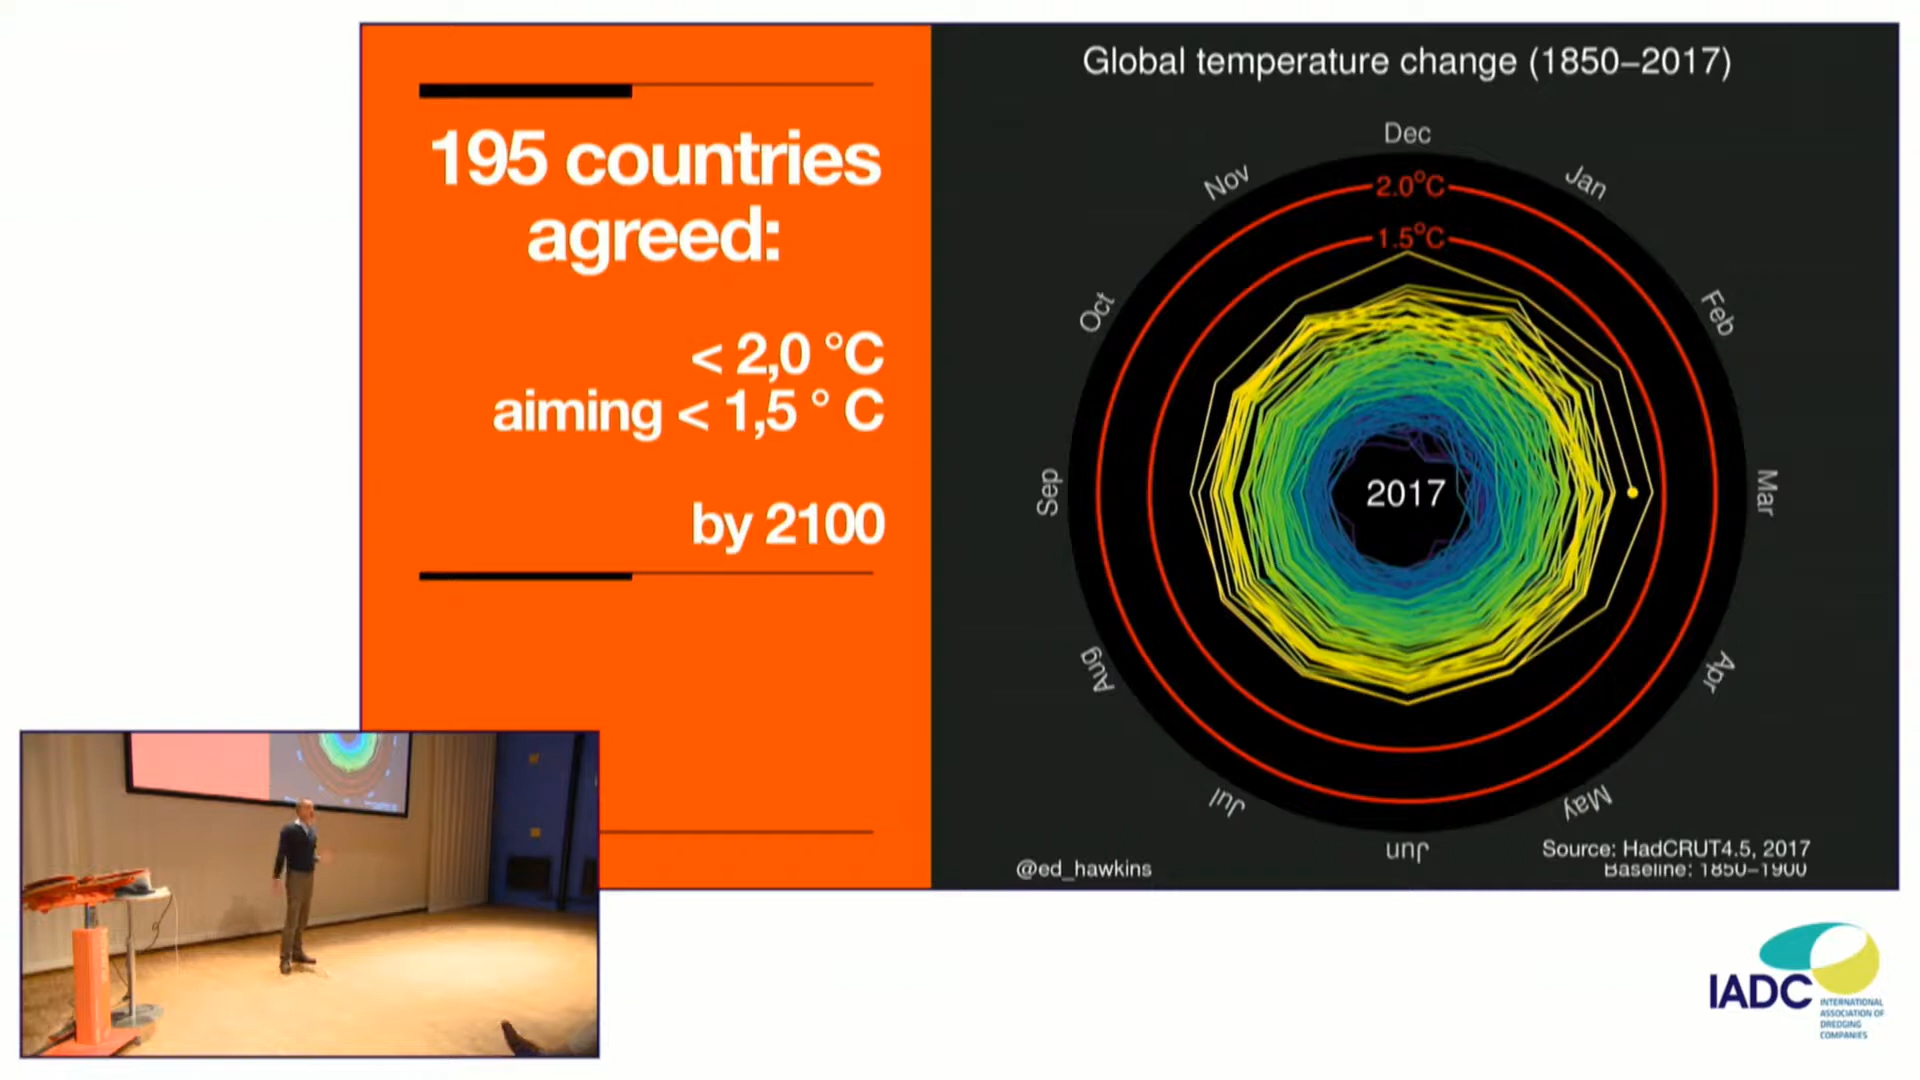 195 countries
agreed:
< 2,0 °C
aiming < 1,5 ° C
by 2100
Global temperature change (1850–2017)
Dec
Jan
Feb
Mar
Apr
May
Jun
Jul
Aug
Sep
Oct
Nov
2.0°C
1.5°C
2017
@ed_hawkins
Source: HadCRUT4.5, 2017
Baseline: 1850–1900
IADC
INTERNATIONAL
ASSOCIATION OF
DREDGING
COMPANIES